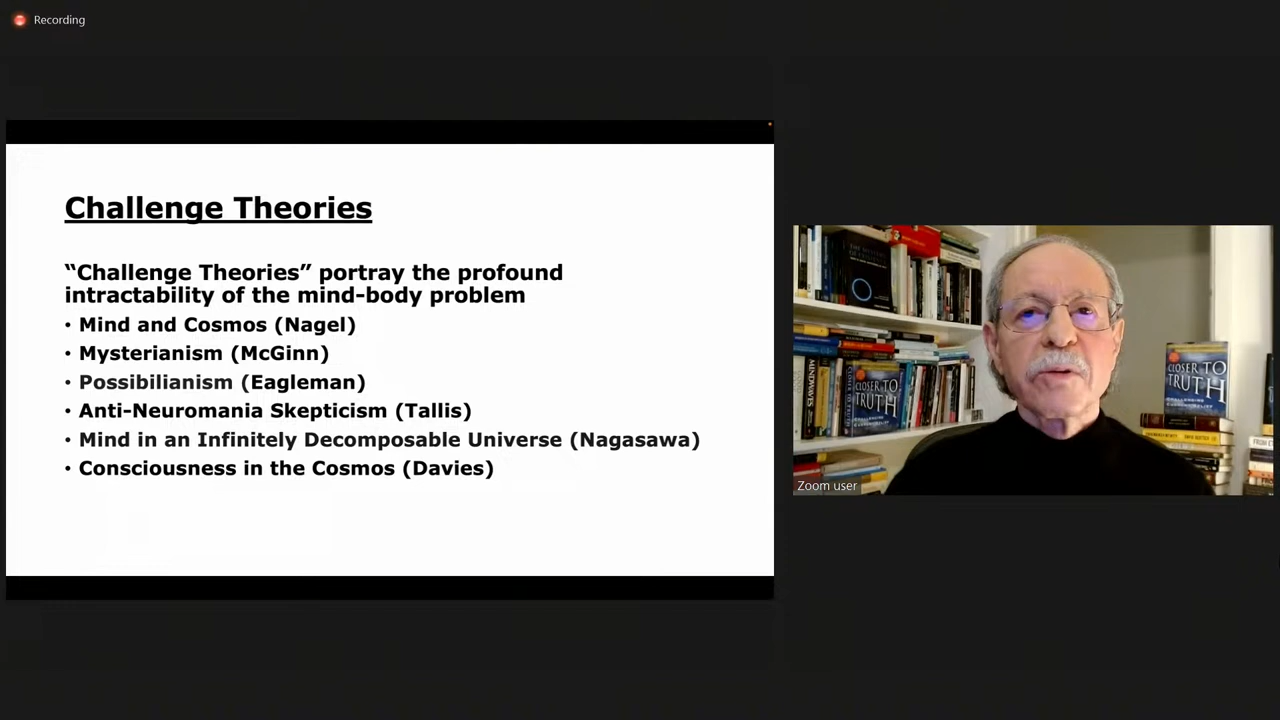 Recording
Challenge Theories
“Challenge Theories” portray the profound
intractability of the mind-body problem
• Mind and Cosmos (Nagel)
• Mysterianism (McGinn)
• Possibilianism (Eagleman)
• Anti-Neuromania Skepticism (Tallis)
• Mind in an Infinitely Decomposable Universe (Nagasawa)
• Consciousness in the Cosmos (Davies)
CLOSER TO
TRUTH
CLOSER TO
TRUTH
Zoom user